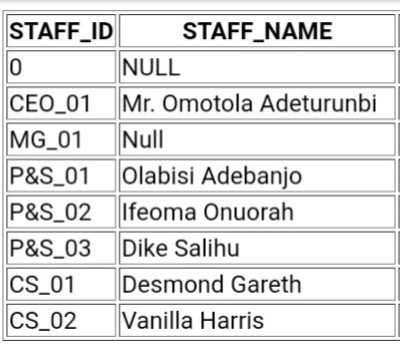 STAFF_ID STAFF_NAME
0 NULL
CEO_01 Mr. Omotola Adeturunbi
MG_01 Null
P&S_01 Olabisi Adebanjo
P&S_02 Ifeoma Onuorah
P&S_03 Dike Salihu
CS_01 Desmond Gareth
CS_02 Vanilla Harris